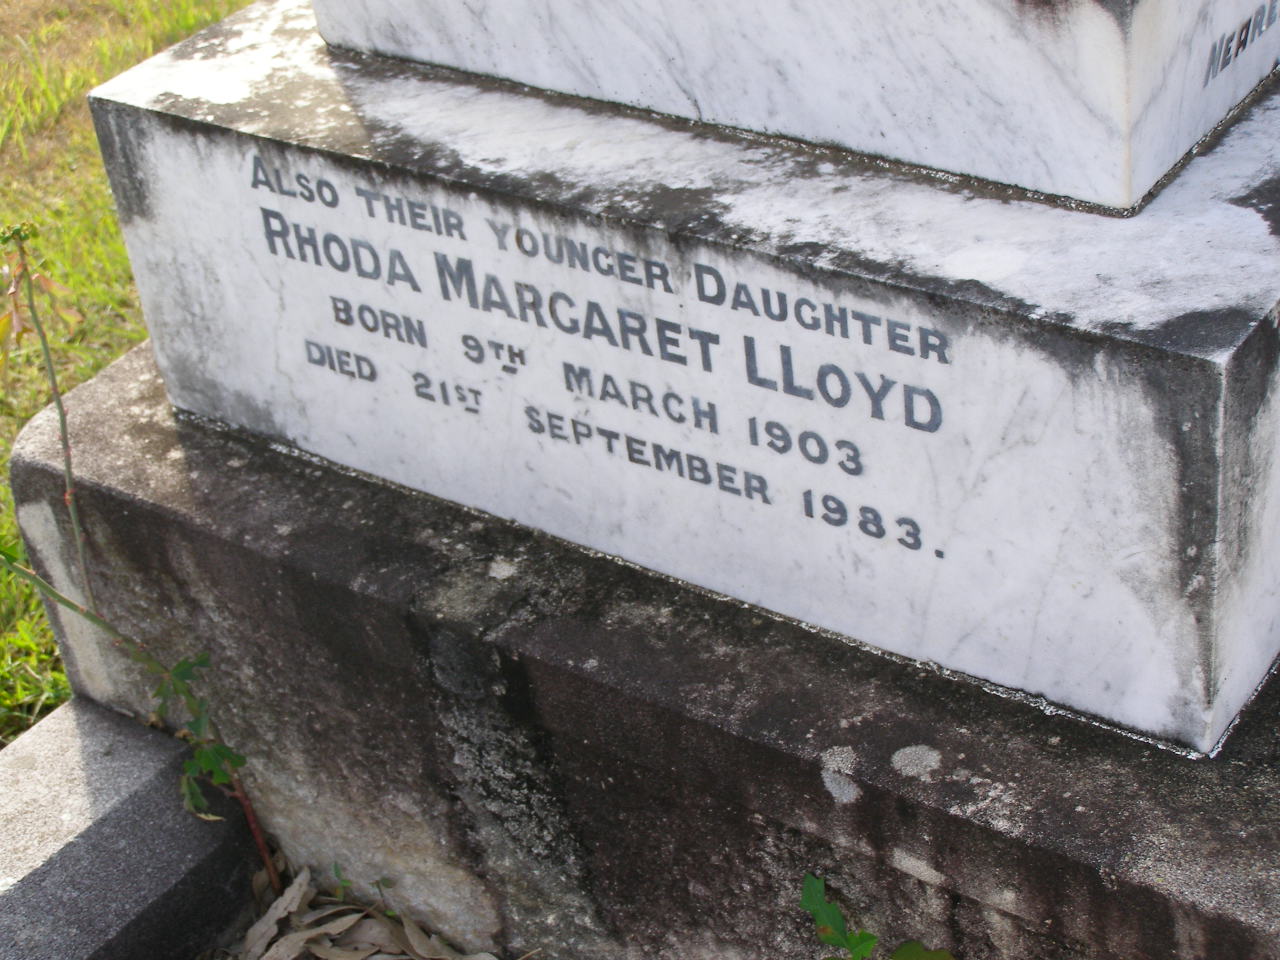 ALSO THEIR YOUNGER DAUGHTER
RHODA MARGARET LLOYD
BORN 9TH MARCH 1903
DIED 21ST SEPTEMBER 1983.